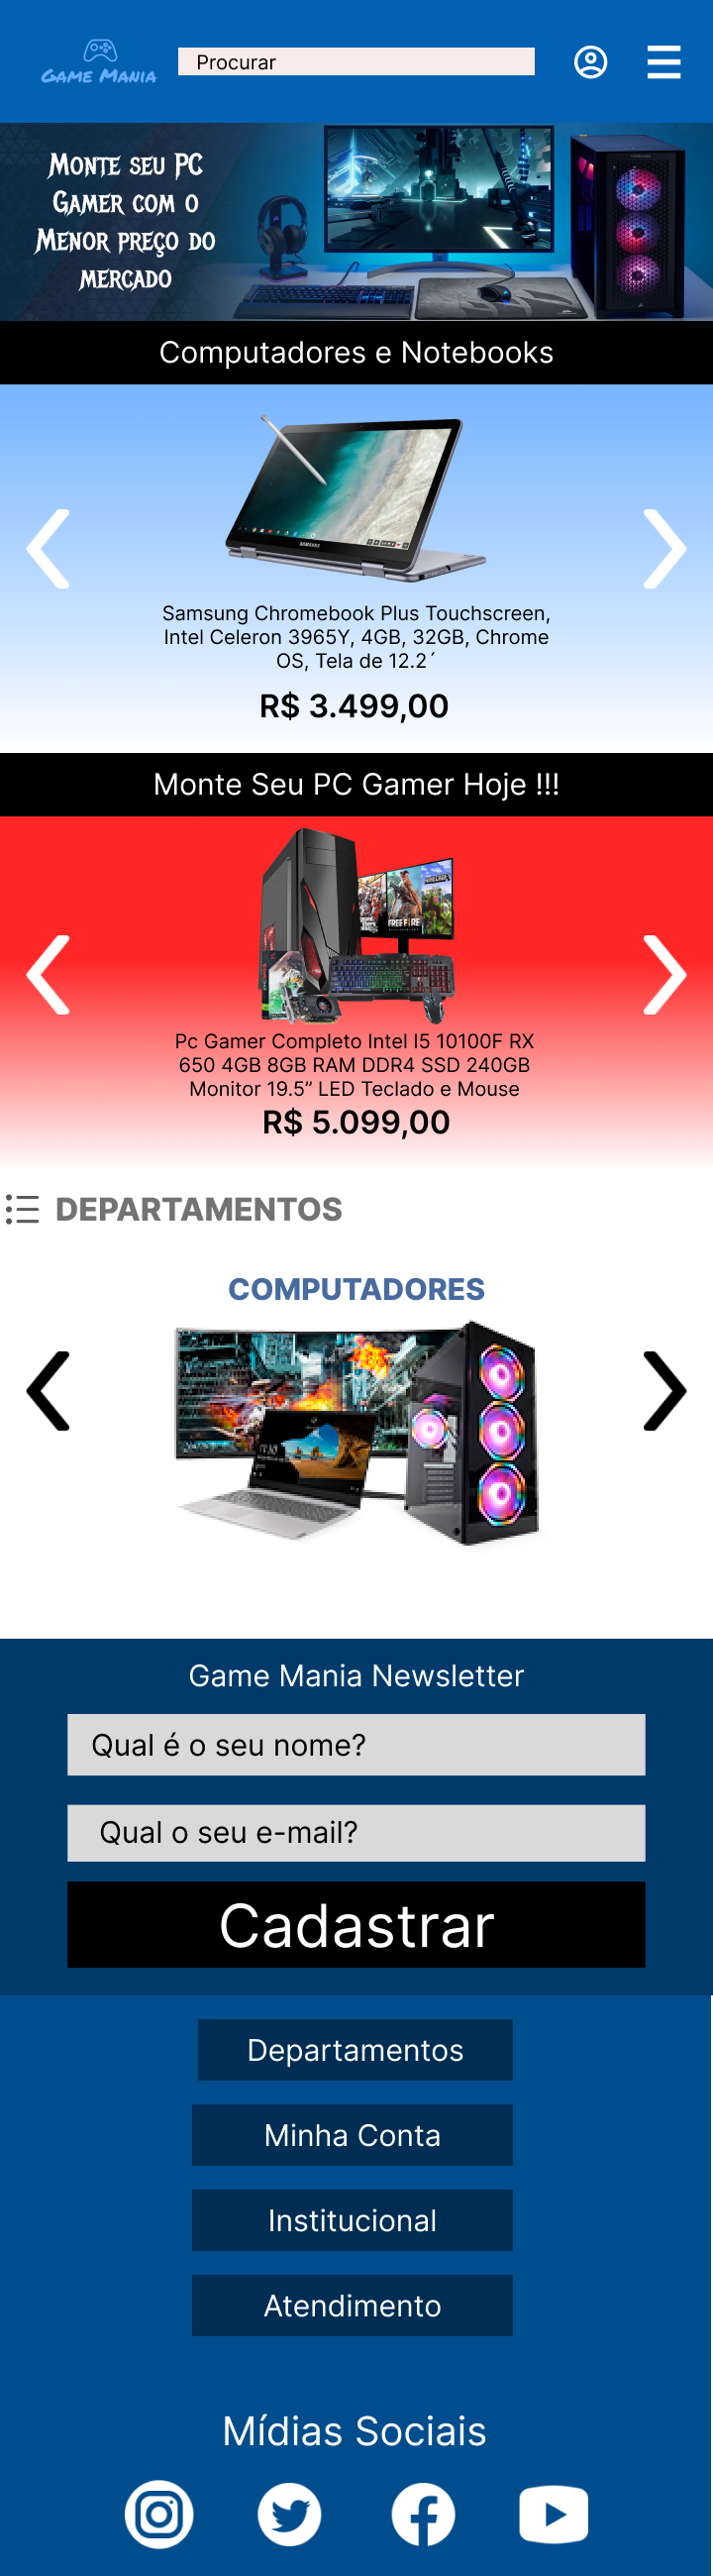 Game Mania
Procurar
Monte seu PC
Gamer com o
Menor preço do
mercado
Computadores e Notebooks
SAMSUNG
Samsung Chromebook Plus Touchscreen,
Intel Celeron 3965Y, 4GB, 32GB, Chrome
OS, Tela de 12.2´
R$ 3.499,00
Monte Seu PC Gamer Hoje !!!
FREE FIRE
Pc Gamer Completo Intel I5 10100F RX
650 4GB 8GB RAM DDR4 SSD 240GB
Monitor 19.5” LED Teclado e Mouse
R$ 5.099,00
DEPARTAMENTOS
COMPUTADORES
Game Mania Newsletter
Qual é o seu nome?
Qual o seu e-mail?
Cadastrar
Departamentos
Minha Conta
Institucional
Atendimento
Mídias Sociais